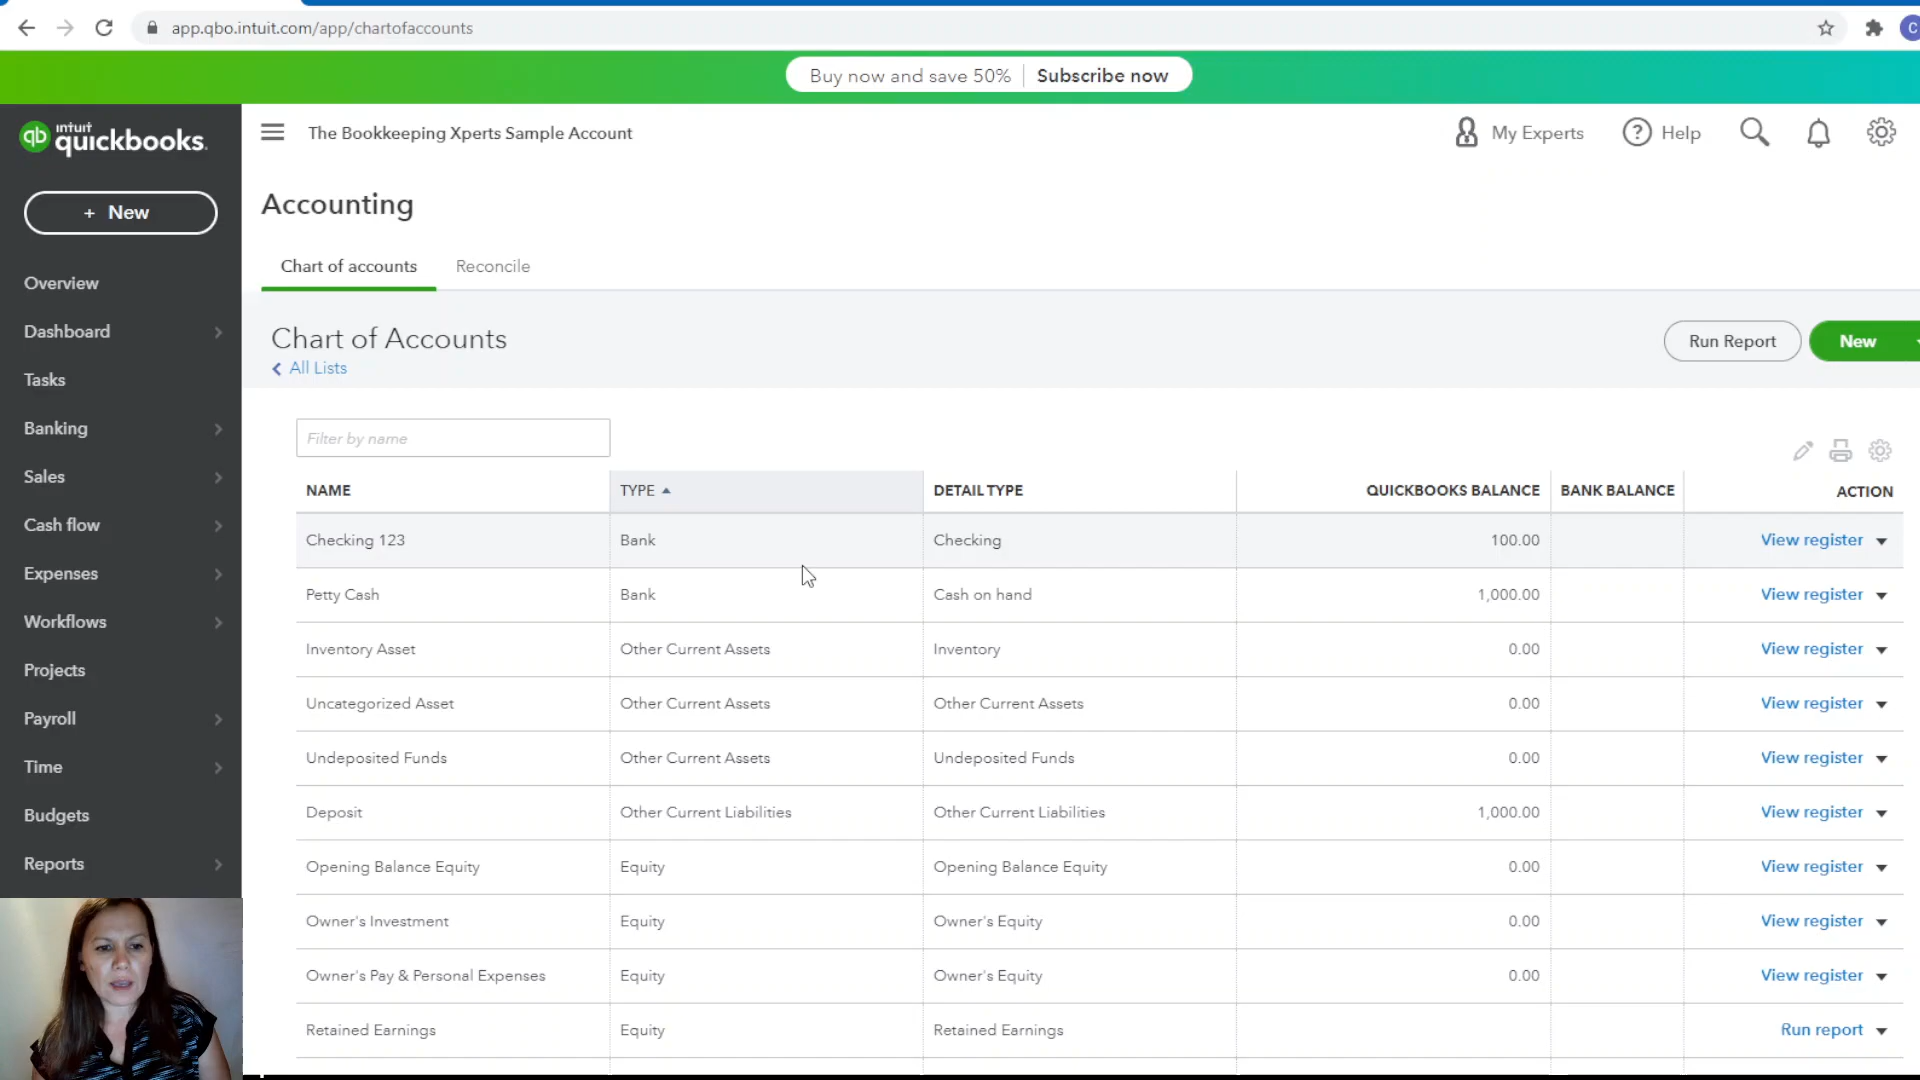 app.qbo.intuit.com/app/chartofaccounts
C
Buy now and save 50% Subscribe now
qb intuit quickbooks.
The Bookkeeping Xperts Sample Account
My Experts
? Help
+ New
Accounting
Chart of accounts Reconcile
Overview
Dashboard
Tasks
Banking
Sales
Cash flow
Expenses
Workflows
Projects
Payroll
Time
Budgets
Reports
Chart of Accounts
All Lists
Run Report New
Filter by name
NAME TYPE DETAIL TYPE QUICKBOOKS BALANCE BANK BALANCE ACTION
Checking 123 Bank Checking 100.00 View register
Petty Cash Bank Cash on hand 1,000.00 View register
Inventory Asset Other Current Assets Inventory 0.00 View register
Uncategorized Asset Other Current Assets Other Current Assets 0.00 View register
Undeposited Funds Other Current Assets Undeposited Funds 0.00 View register
Deposit Other Current Liabilities Other Current Liabilities 1,000.00 View register
Opening Balance Equity Equity Opening Balance Equity 0.00 View register
Owner's Investment Equity Owner's Equity 0.00 View register
Owner's Pay & Personal Expenses Equity Owner's Equity 0.00 View register
Retained Earnings Equity Retained Earnings Run report